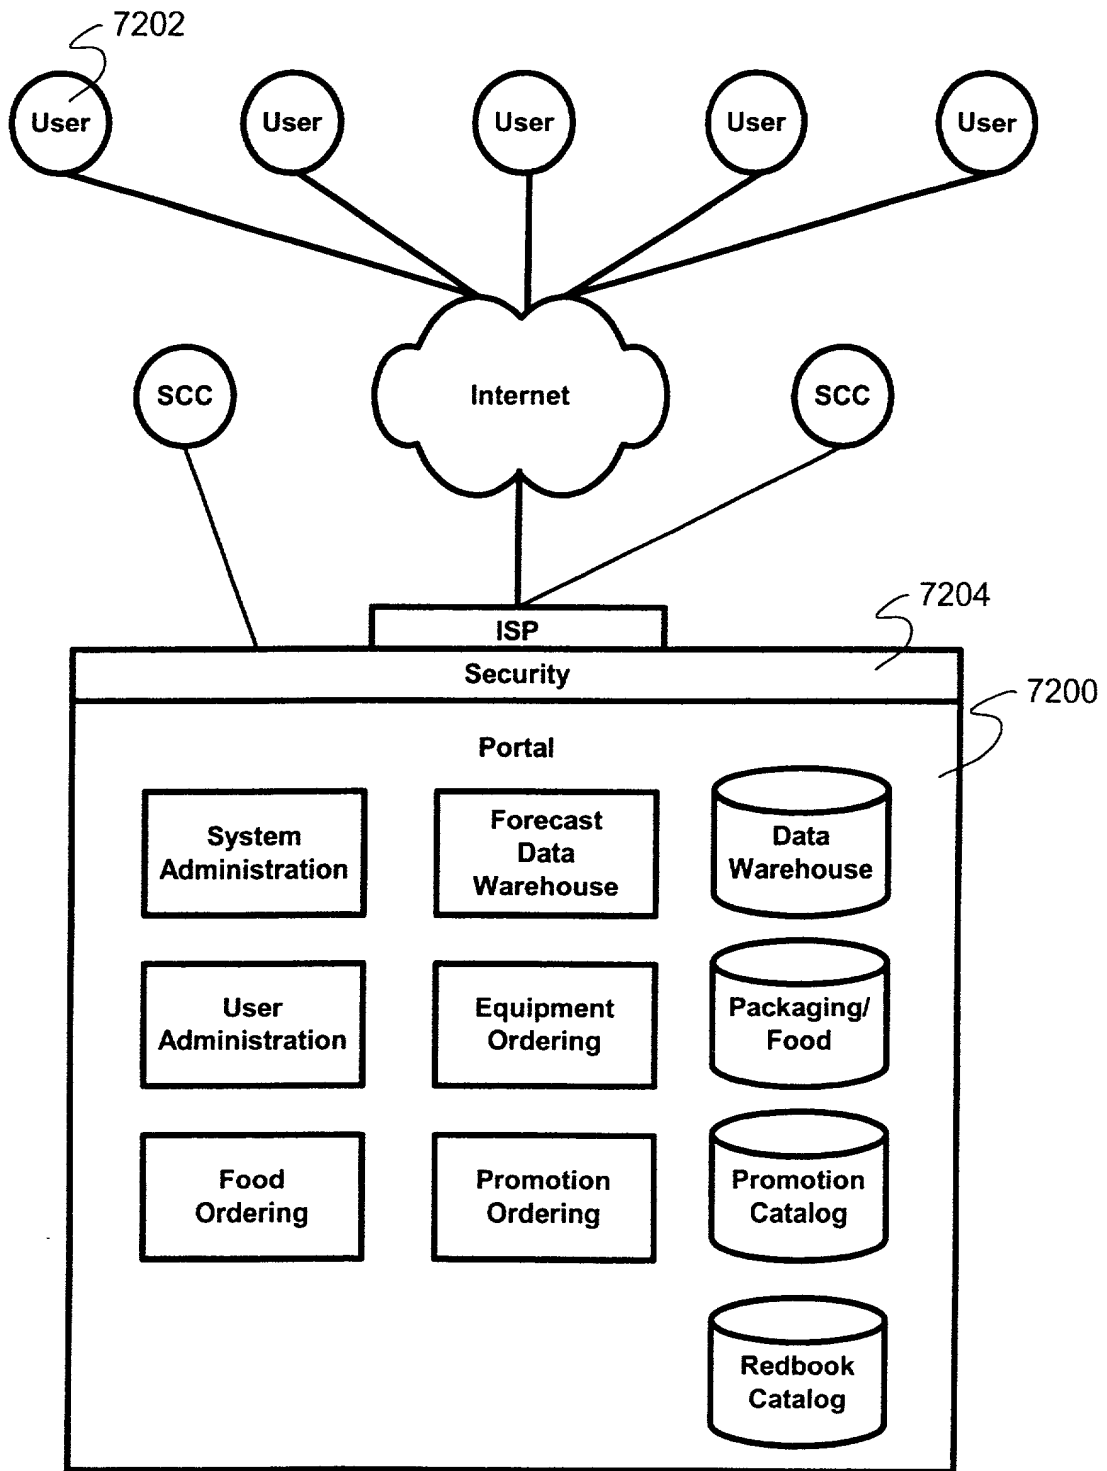 7202
User
User
User
User
User
SCC
Internet
SCC
7204
ISP
Security
7200
Portal
System
Administration
Forecast
Data
Warehouse
Data
Warehouse
User
Administration
Equipment
Ordering
Packaging/
Food
Food
Ordering
Promotion
Ordering
Promotion
Catalog
Redbook
Catalog